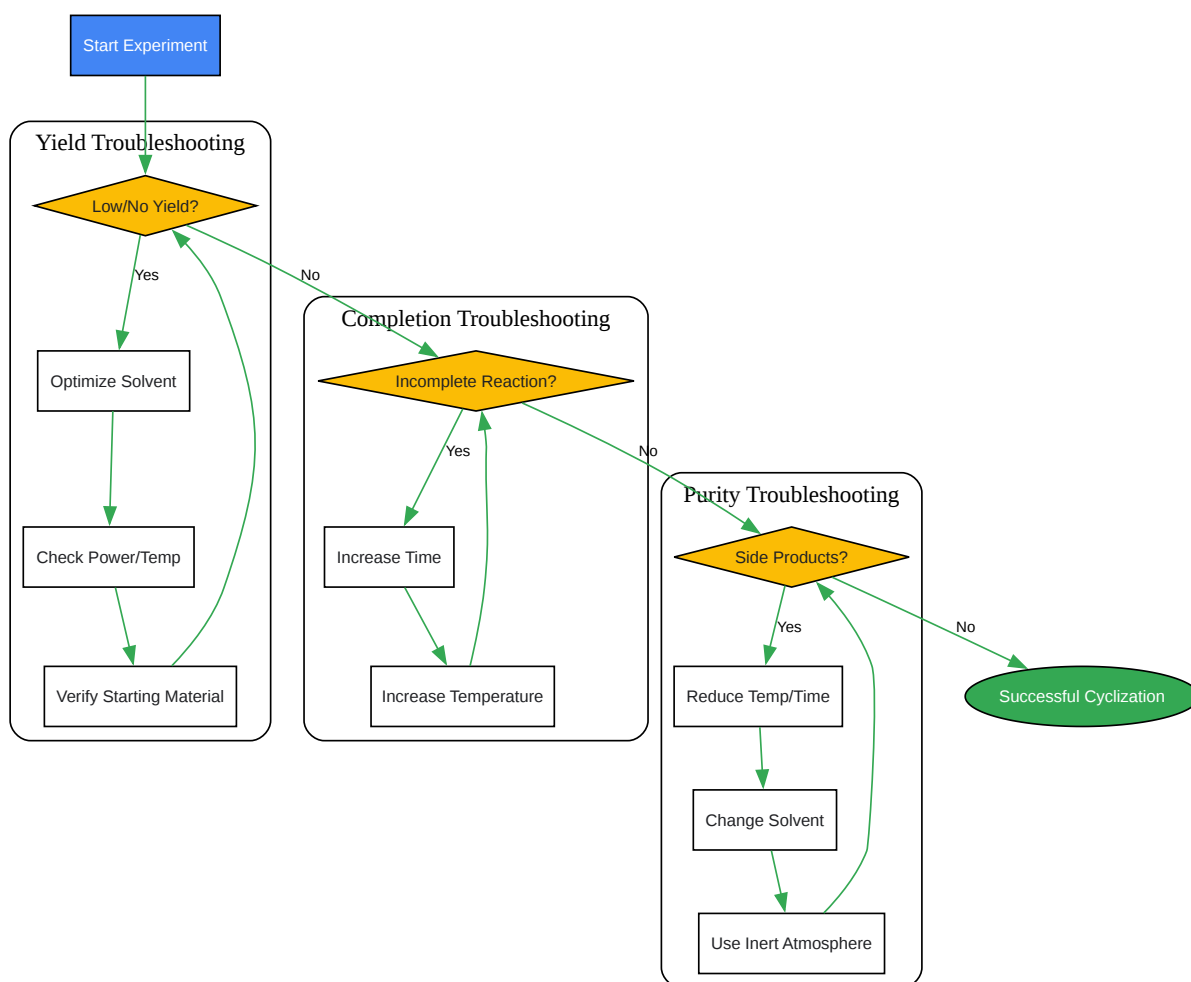 Start Experiment
Yield Troubleshooting
Low/No Yield?
Yes
No
Optimize Solvent
Check Power/Temp
Verify Starting Material
Completion Troubleshooting
Incomplete Reaction?
Yes
No
Increase Time
Increase Temperature
Purity Troubleshooting
Side Products?
Yes
No
Reduce Temp/Time
Change Solvent
Use Inert Atmosphere
Successful Cyclization